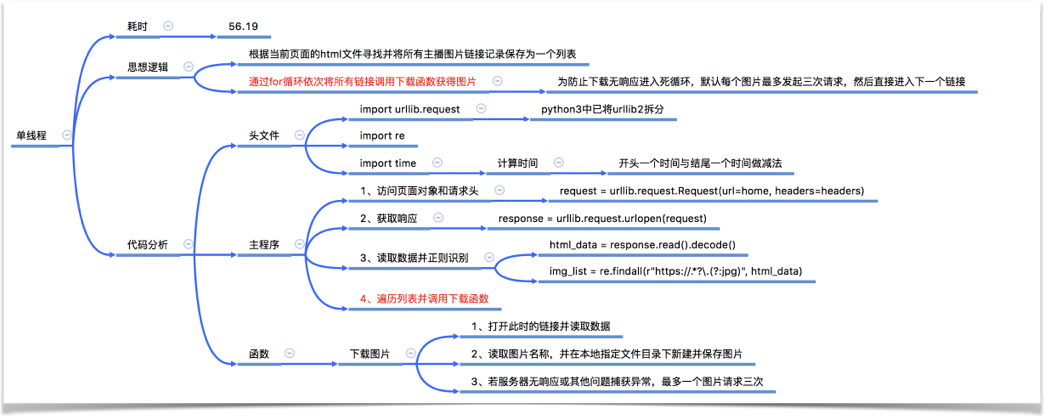 耗时
56.19
思想逻辑
根据当前页面的html文件寻找并将所有主播图片链接记录保存为一个列表
通过for循环依次将所有链接调用下载函数获得图片
为防止下载无响应进入死循环，默认每个图片最多发起三次请求，然后直接进入下一个链接
单线程
代码分析
头文件
import urllib.request
python3中已将urllib2拆分
import re
import time
计算时间
开头一个时间与结尾一个时间做减法
主程序
1、访问页面对象和请求头
request = urllib.request.Request(url=home, headers=headers)
2、获取响应
response = urllib.request.urlopen(request)
3、读取数据并正则识别
html_data = response.read().decode()
img_list = re.findall(r"https://.*?\.(?:jpg)", html_data)
4、遍历列表并调用下载函数
函数
下载图片
1、打开此时的链接并读取数据
2、读取图片名称，并在本地指定文件目录下新建并保存图片
3、若服务器无响应或其他问题捕获异常，最多一个图片请求三次